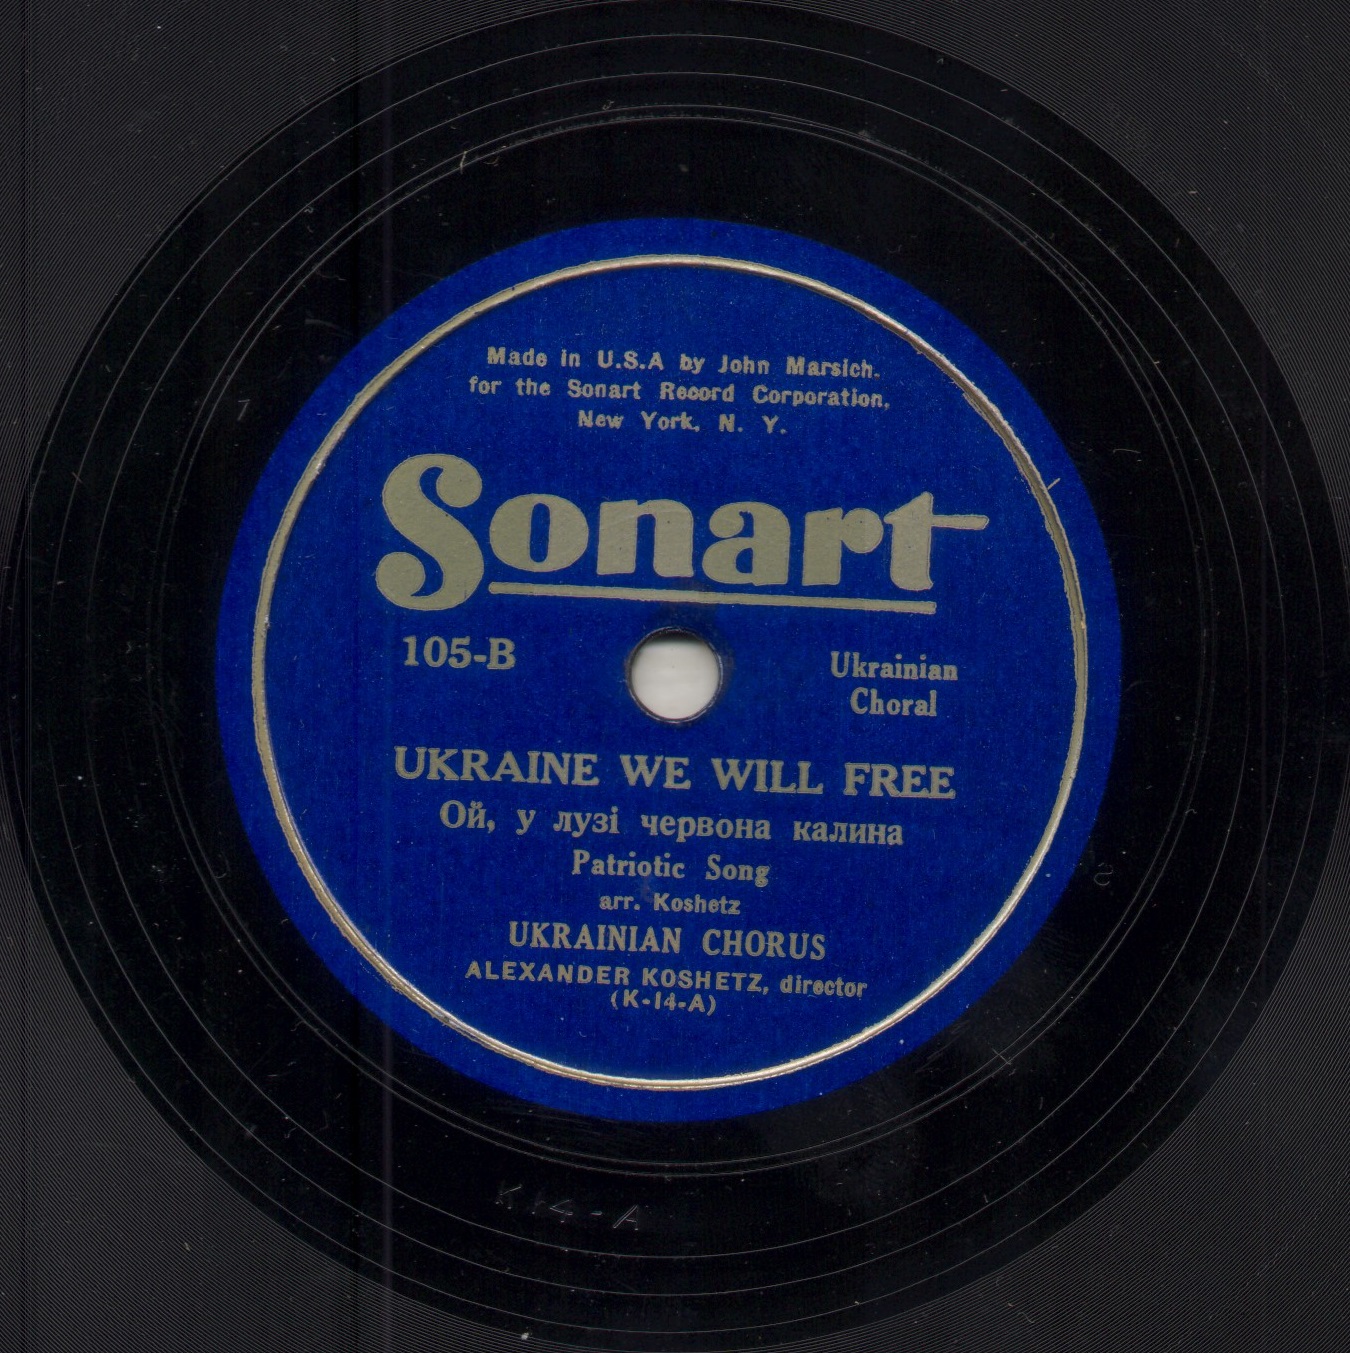 Made in U.S.A by John Marsich.
for the Sonart Record Corporation,
New York, N. Y.
Sonart
105-B
Ukrainian
Choral
UKRAINE WE WILL FREE
Ой, у лузі червона калина
Patriotic Song
arr. Koshetz
UKRAINIAN CHORUS
ALEXANDER KOSHETZ, director
(K-14-A)
K14-A